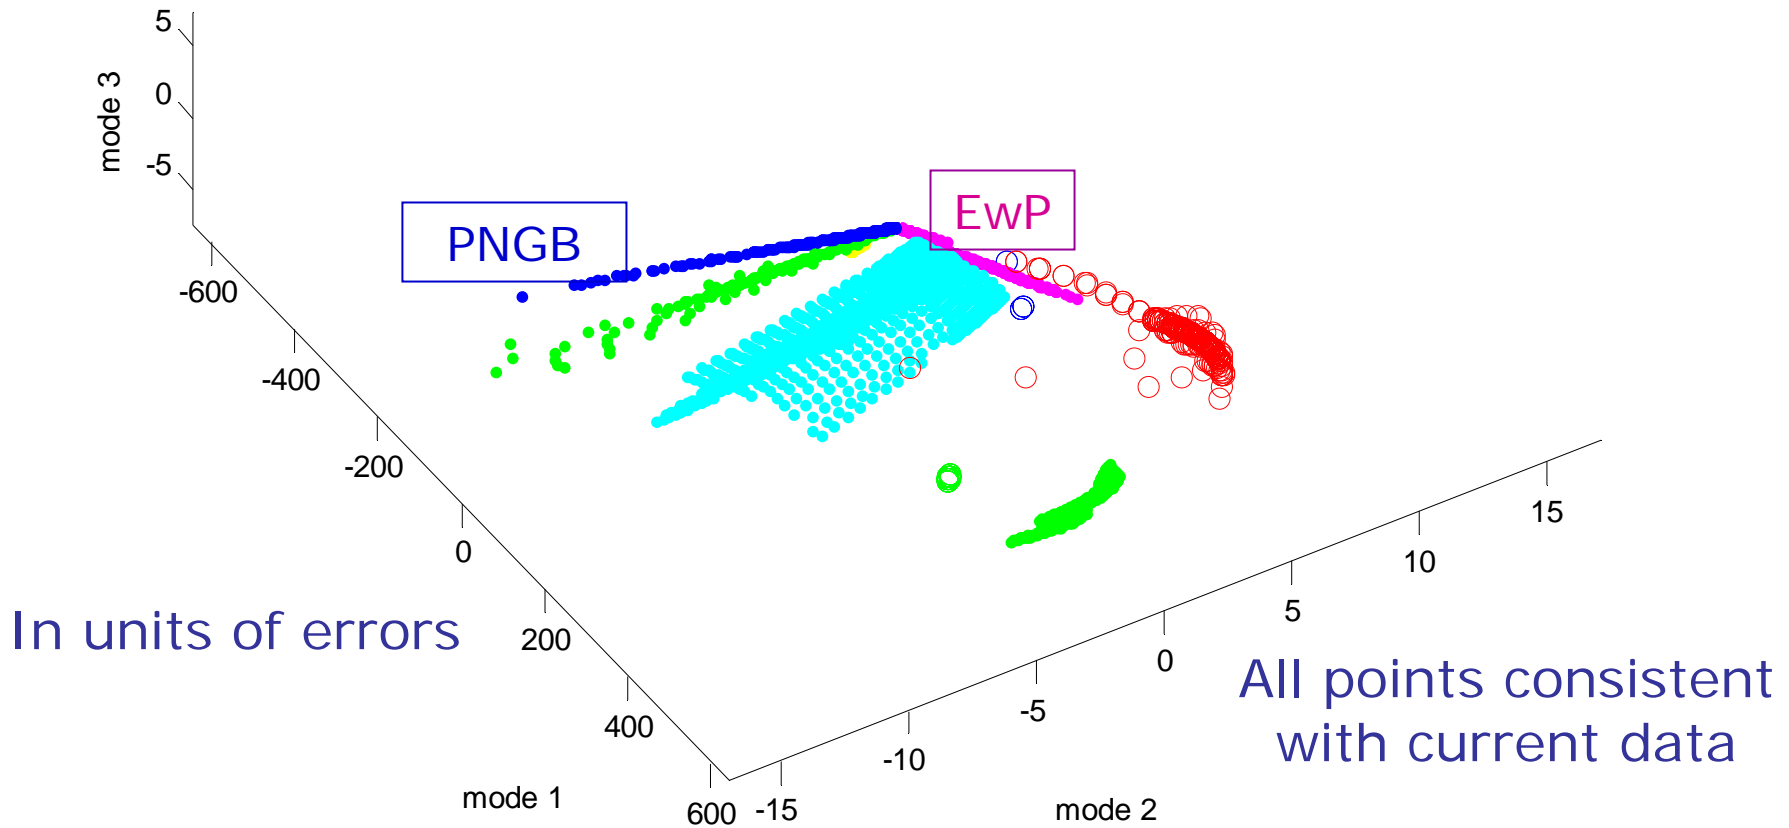 5
0
-5
mode 3
PNGB
EwP
-600
-400
-200
0
200
400
600
mode 1
-15
-10
-5
0
5
10
15
mode 2
In units of errors
All points consistent
with current data